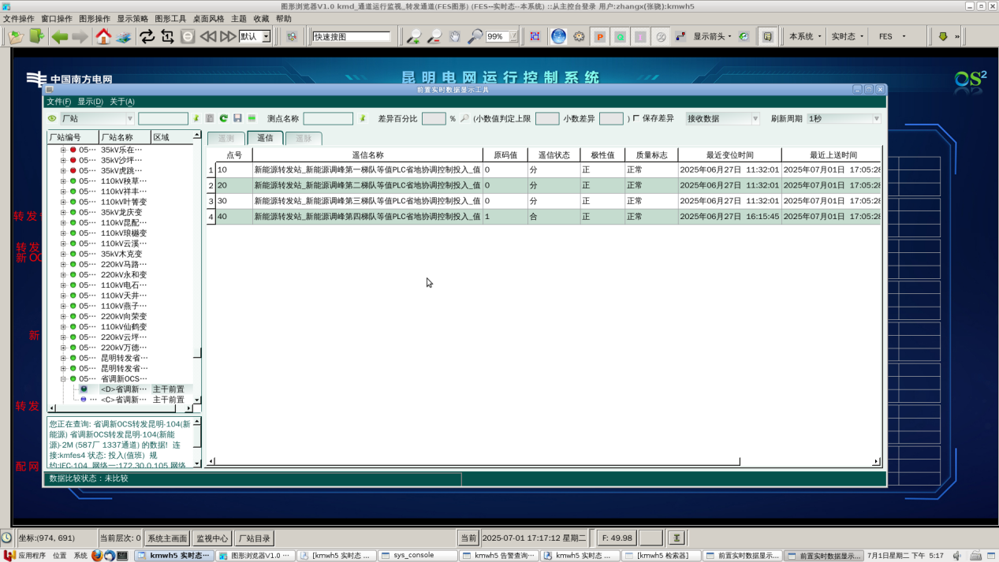 图形浏览器V1.0 kmd_通道运行监视_转发通道(FES图形) (FES--实时态--本系统) ::从主控台登录 用户:zhangx(张骁):kmwh5
文件操作 窗口操作 图形操作 显示策略 图形工具 桌面风格 主题 收藏 帮助
默认 快速搜图 99% P Q 显示箭头 本系统 实时态 FES »
中国南方电网 昆明电网运行控制系统 OS²
前置实时数据显示工具
文件(F) 显示(D) 关于(A)
厂站 测点名称 差异百分比 % (小数值判定上限 小数差异 ) 保存差异 接收数据 刷新周期 1秒
厂站编号 厂站名称 区域
遥测 遥信 遥脉
点号 遥信名称 原码值 遥信状态 极性值 质量标志 最近变位时间 最近上送时间
1 10 新能源转发站_新能源调峰第一梯队等值PLC省地协调控制投入_值 0 分 正 正常 2025年06月27日 11:32:01 2025年07月01日 17:05:28
2 20 新能源转发站_新能源调峰第二梯队等值PLC省地协调控制投入_值 0 分 正 正常 2025年06月27日 11:32:01 2025年07月01日 17:05:28
3 30 新能源转发站_新能源调峰第三梯队等值PLC省地协调控制投入_值 0 分 正 正常 2025年06月27日 11:32:01 2025年07月01日 17:05:28
4 40 新能源转发站_新能源调峰第四梯队等值PLC省地协调控制投入_值 1 合 正 正常 2025年06月27日 16:15:45 2025年07月01日 17:05:28
05··· 35kV乐在···
05··· 35kV沙坪···
05··· 35kV虎跳···
05··· 110kV秧草···
05··· 110kV祥丰···
05··· 110kV叶箐变
05··· 35kV龙庆变
05··· 110kV昆配···
05··· 110kV琅樾变
05··· 110kV云溪···
05··· 35kV木克变
05··· 220kV马路···
05··· 220kV永和变
05··· 110kV电石···
05··· 110kV天井···
05··· 110kV燕子···
05··· 220kV向荣变
05··· 110kV仙鹤变
05··· 220kV云坪···
05··· 220kV万德···
05··· 昆明转发省···
05··· 昆明转发省···
05··· 省调新OCS···
<D>省调新··· 主干前置
··· <C>省调新··· 主干前置
转发
转发
新OC
新
转发
配网
您正在查询: 省调新OCS转发昆明-104(新
能源) 省调新OCS转发昆明-104(新能
源)-2M (587厂 1337通道) 的数据! 连
接:kmfes4 状态: 投入(值班) 规
约:IEC-104 网络一:172.30.0.105 网络
数据比较状态：未比较
坐标:(974, 691) 当前层次: 0 系统主画面 监视中心 厂站目录 当前 2025-07-01 17:17:12 星期二 F: 49.98
应用程序 位置 系统 kmwh5 实时态··· 图形浏览器V1.0 ··· [kmwh5 实时态 ... sys_console kmwh5 告警查询··· kmwh5 实时态 ... [kmwh5 检索器] 前置实时数据显示... 前置实时数据显示... 7月1日星期二 下午 5:17